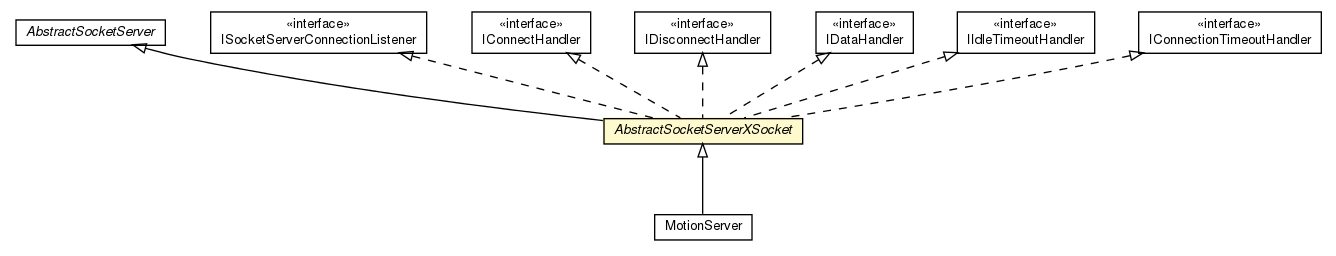 AbstractSocketServer
«interface»
ISocketServerConnectionListener
«interface»
IConnectHandler
«interface»
IDisconnectHandler
«interface»
IDataHandler
«interface»
IIdleTimeoutHandler
«interface»
IConnectionTimeoutHandler
AbstractSocketServerXSocket
MotionServer